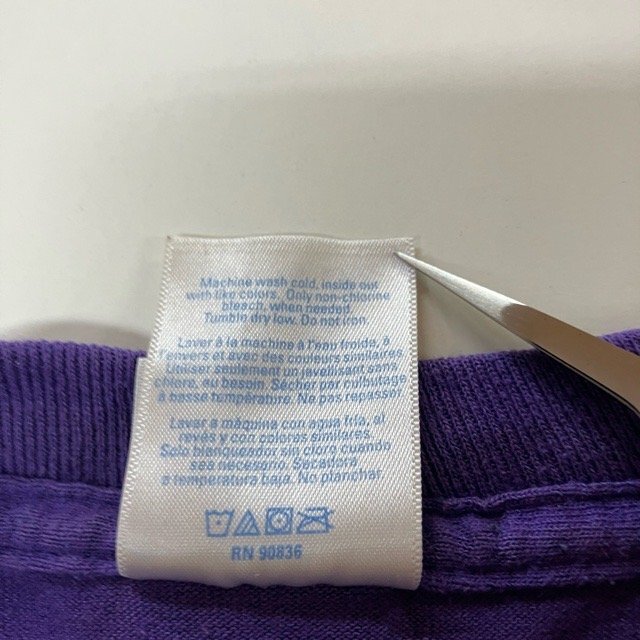 Machine wash cold, inside out
with like colors. Only non-chlorine
bleach, when needed.
Tumble dry low. Do not iron.
Laver à la machine à l'eau froide, à
l'envers et avec des couleurs similaires.
Utiliser seulement un javellisant sans
chlore, au besoin. Sécher par culbutage
à basse température. Ne pas repasser.
Lavar a máquina con agua fría, al
revés y con colores similares.
Solo blanqueador sin cloro cuando
sea necesario. Secadora
a temperatura baja. No planchar.
RN 90836